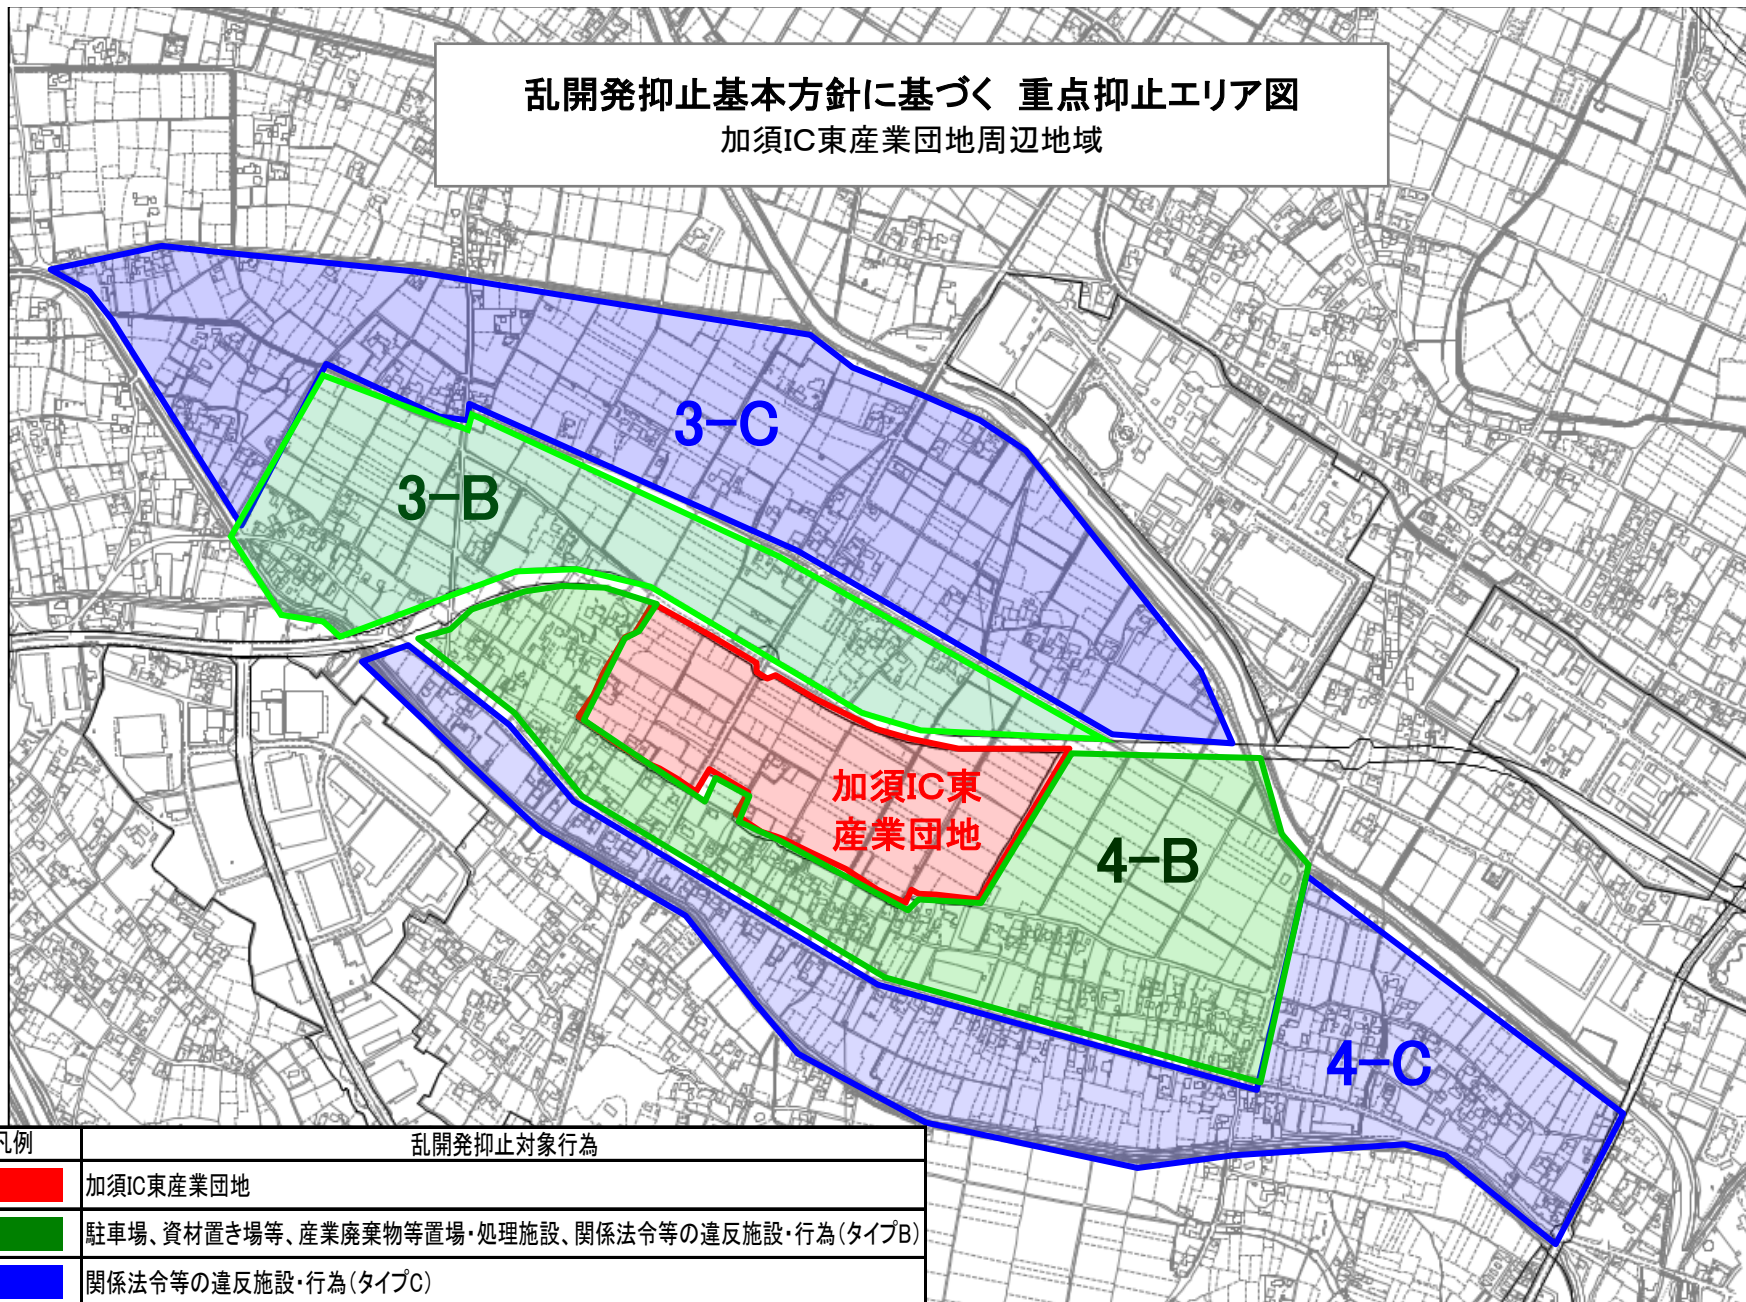 乱開発抑止基本方針に基づく 重点抑止エリア図
加須IC東産業団地周辺地域
3-C
3-B
加須IC東
産業団地
4-B
4-C
凡例
乱開発抑止対象行為
加須IC東産業団地
駐車場、資材置き場等、産業廃棄物等置場・処理施設、関係法令等の違反施設・行為(タイプB)
関係法令等の違反施設・行為(タイプC)